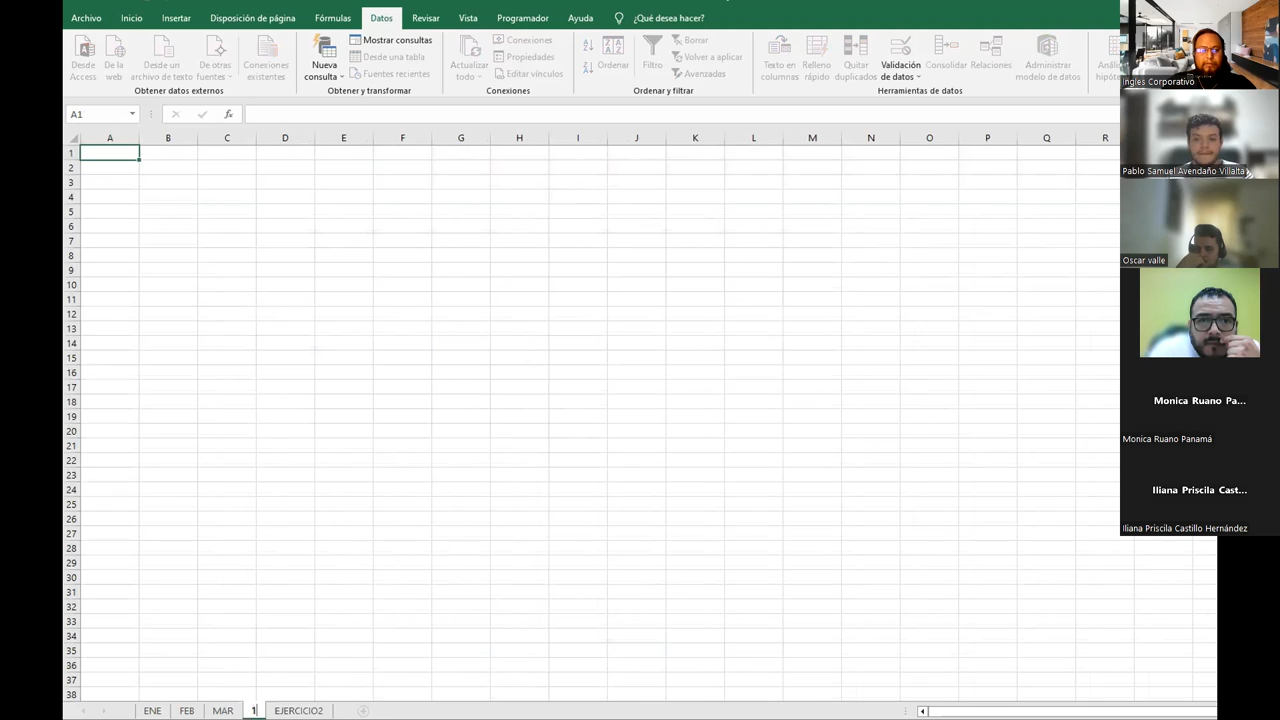 Archivo Inicio Insertar Disposición de página Fórmulas Datos Revisar Vista Programador Ayuda ¿Qué desea hacer?
Desde Access
De la web
Desde un archivo de texto
De otras fuentes
Conexiones existentes
Obtener datos externos
Nueva consulta
Mostrar consultas
Desde una tabla
Fuentes recientes
Obtener y transformar
Actualizar
Conexiones
Propiedades
Editar vínculos
Conexiones
Ordenar
Filtro
Borrar
Volver a aplicar
Avanzadas
Ordenar y filtrar
Texto en columnas
Relleno rápido
Quitar duplicados
Validación de datos
Consolidar
Relaciones
Administrar modelo de datos
Herramientas de datos
A1
fx
A B C D E F G H I J K L M N O P Q R
1
2
3
4
5
6
7
8
9
10
11
12
13
14
15
16
17
18
19
20
21
22
23
24
25
26
27
28
29
30
31
32
33
34
35
36
37
38
ENE FEB MAR 1 EJERCICIO2
Ingles Corporativo
Pablo Samuel Avendaño Villalta
Oscar valle
Monica Ruano Pa...
Monica Ruano Panamá
Iliana Priscila Cast...
Iliana Priscila Castillo Hernández